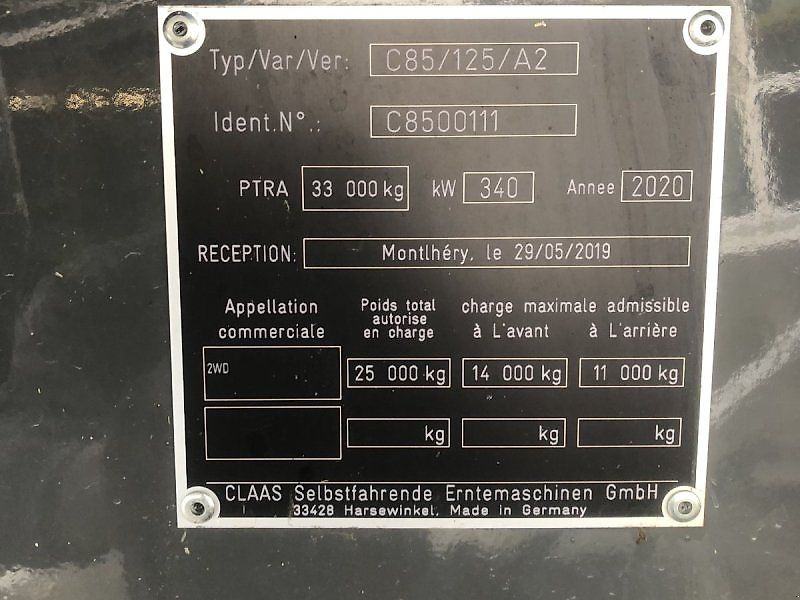 Typ/Var/Ver: C85/125/A2
Ident.N°.: C8500111
PTRA 33 000kg kW 340 Annee 2020
RECEPTION: Montlhéry, le 29/05/2019
Appellation commerciale
Poids total autorise en charge
charge maximale admissible
à L'avant à L'arrière
2WD 25 000 kg 14 000 kg 11 000 kg
kg kg kg
CLAAS Selbstfahrende Erntemaschinen GmbH
33428 Harsewinkel, Made in Germany